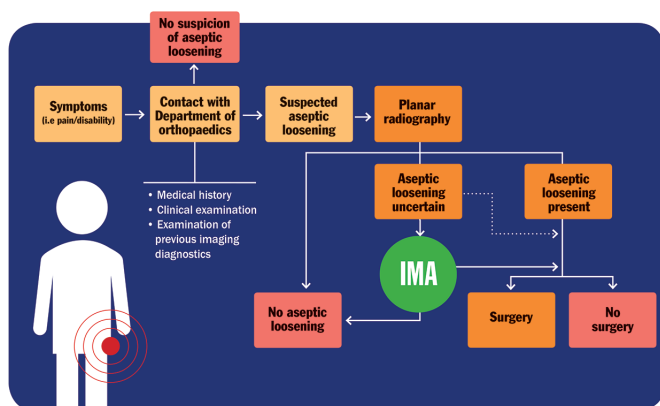 No suspicion
of aseptic
loosening
Symptoms
(i.e pain/disability)
Contact with
Department of
orthopaedics
Suspected
aseptic
loosening
Planar
radiography
• Medical history
• Clinical examination
• Examination of
previous imaging
diagnostics
Aseptic
loosening
uncertain
Aseptic
loosening
present
IMA
No aseptic
loosening
Surgery
No
surgery